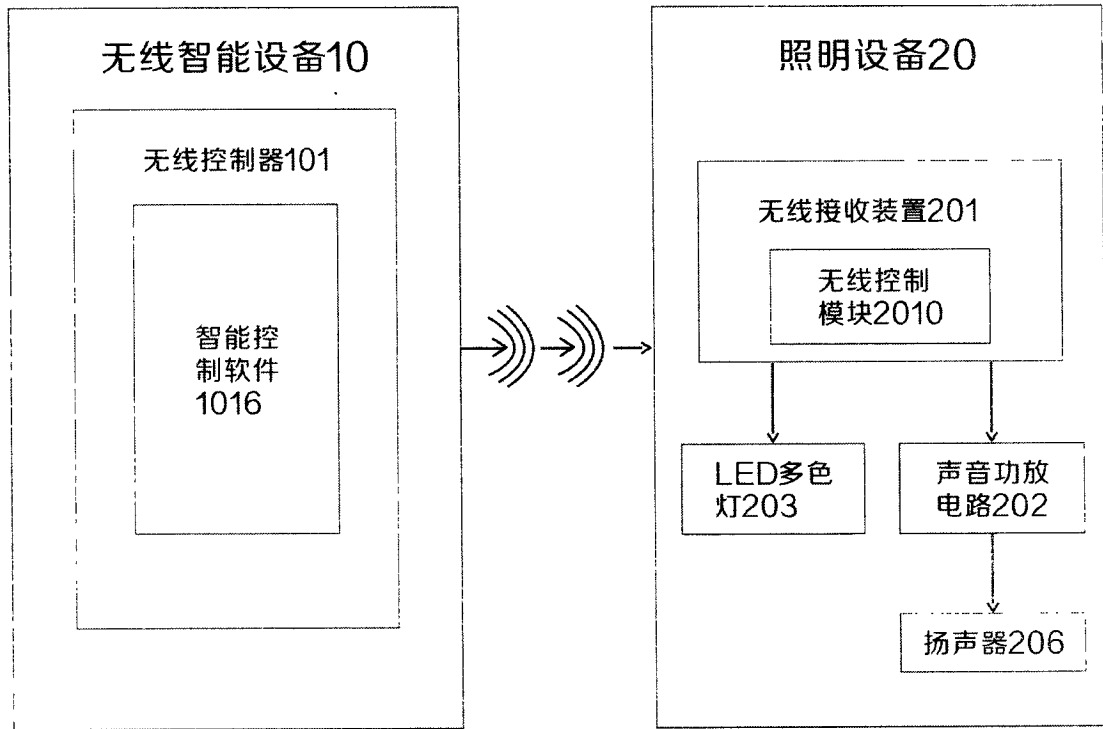 无线智能设备10
无线控制器101
智能控
制软件
1016
照明设备20
无线接收装置201
无线控制
模块2010
LED多色
灯203
声音功放
电路202
扬声器206